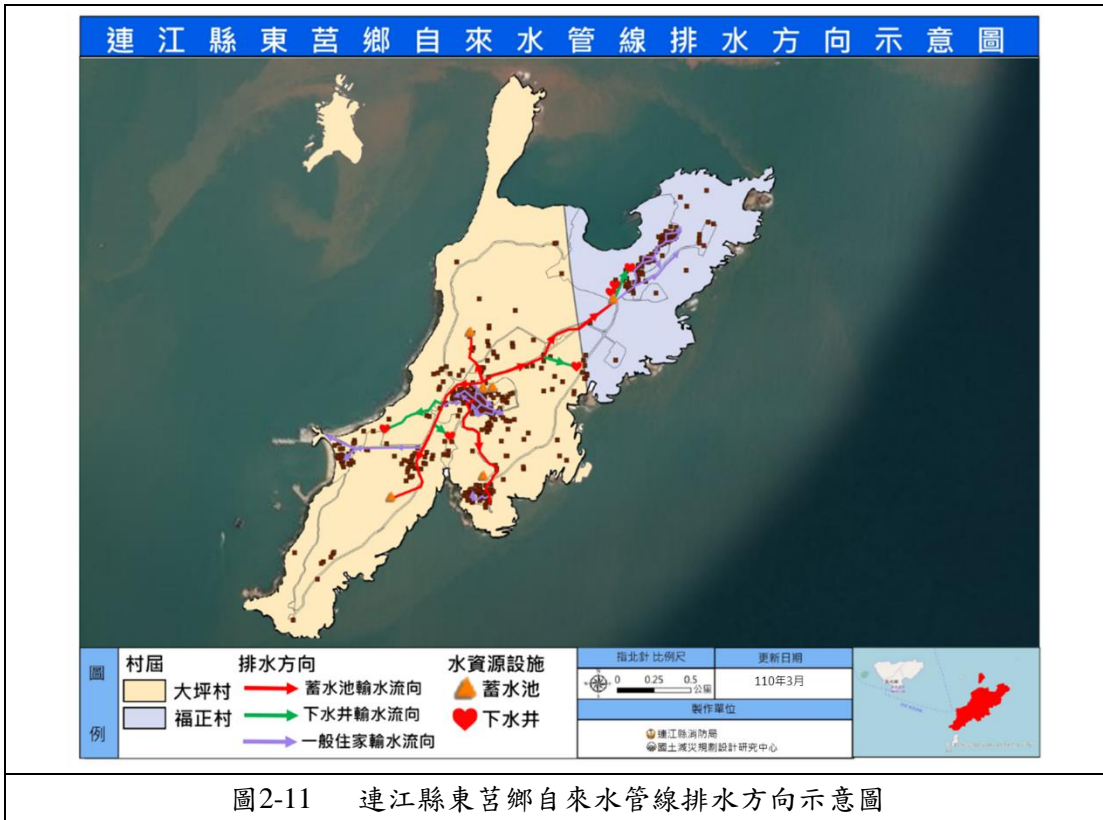 連江縣東莒鄉自來水管線排水方向示意圖
圖例
村屆
大坪村
福正村
排水方向
蓄水池輸水流向
下水井輸水流向
一般住家輸水流向
水資源設施
蓄水池
下水井
指北針 比例尺
0 0.25 0.5
公里
更新日期
110年3月
製作單位
連江縣消防局
國土減災規劃設計研究中心
圖2-11 連江縣東莒鄉自來水管線排水方向示意圖